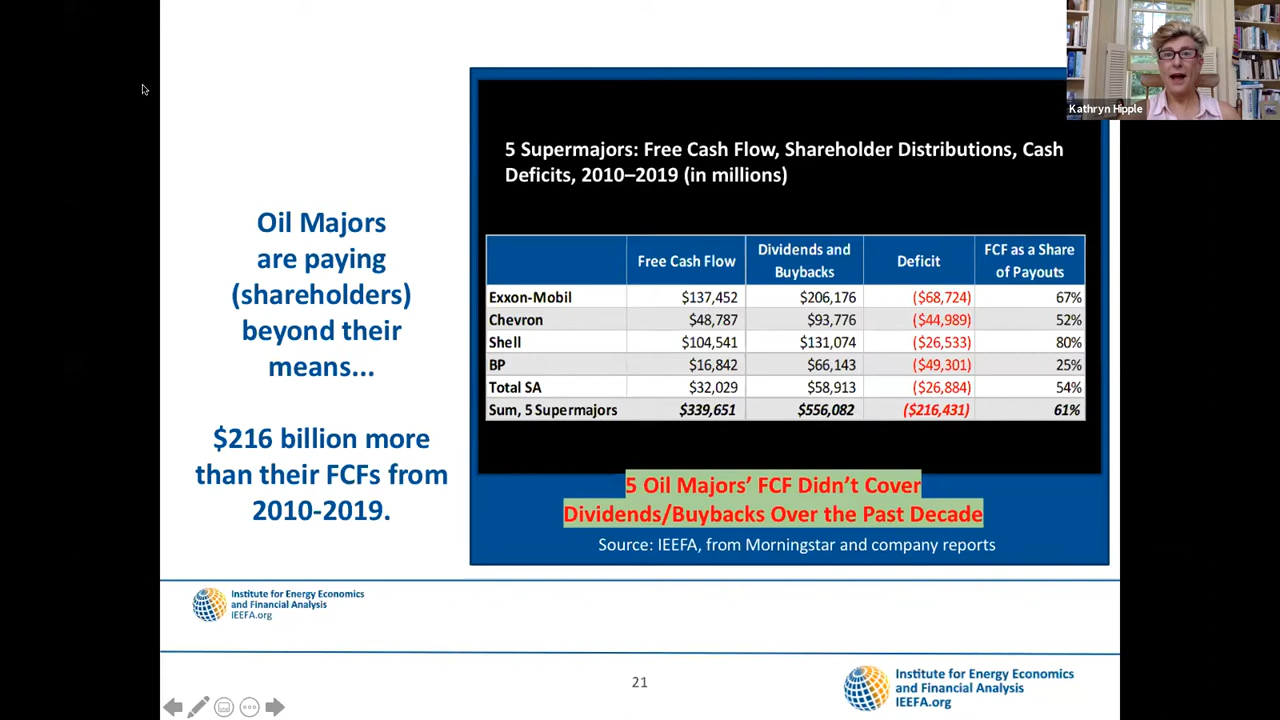 Kathryn Hipple
5 Supermajors: Free Cash Flow, Shareholder Distributions, Cash
Deficits, 2010–2019 (in millions)
Oil Majors
are paying
(shareholders)
beyond their
means...
$216 billion more
than their FCFs from
2010-2019.
Free Cash Flow
Dividends and
Buybacks
Deficit
FCF as a Share
of Payouts
Exxon-Mobil $137,452 $206,176 ($68,724) 67%
Chevron $48,787 $93,776 ($44,989) 52%
Shell $104,541 $131,074 ($26,533) 80%
BP $16,842 $66,143 ($49,301) 25%
Total SA $32,029 $58,913 ($26,884) 54%
Sum, 5 Supermajors $339,651 $556,082 ($216,431) 61%
5 Oil Majors’ FCF Didn’t Cover
Dividends/Buybacks Over the Past Decade
Source: IEEFA, from Morningstar and company reports
Institute for Energy Economics
and Financial Analysis
IEEFA.org
21
Institute for Energy Economics
and Financial Analysis
IEEFA.org